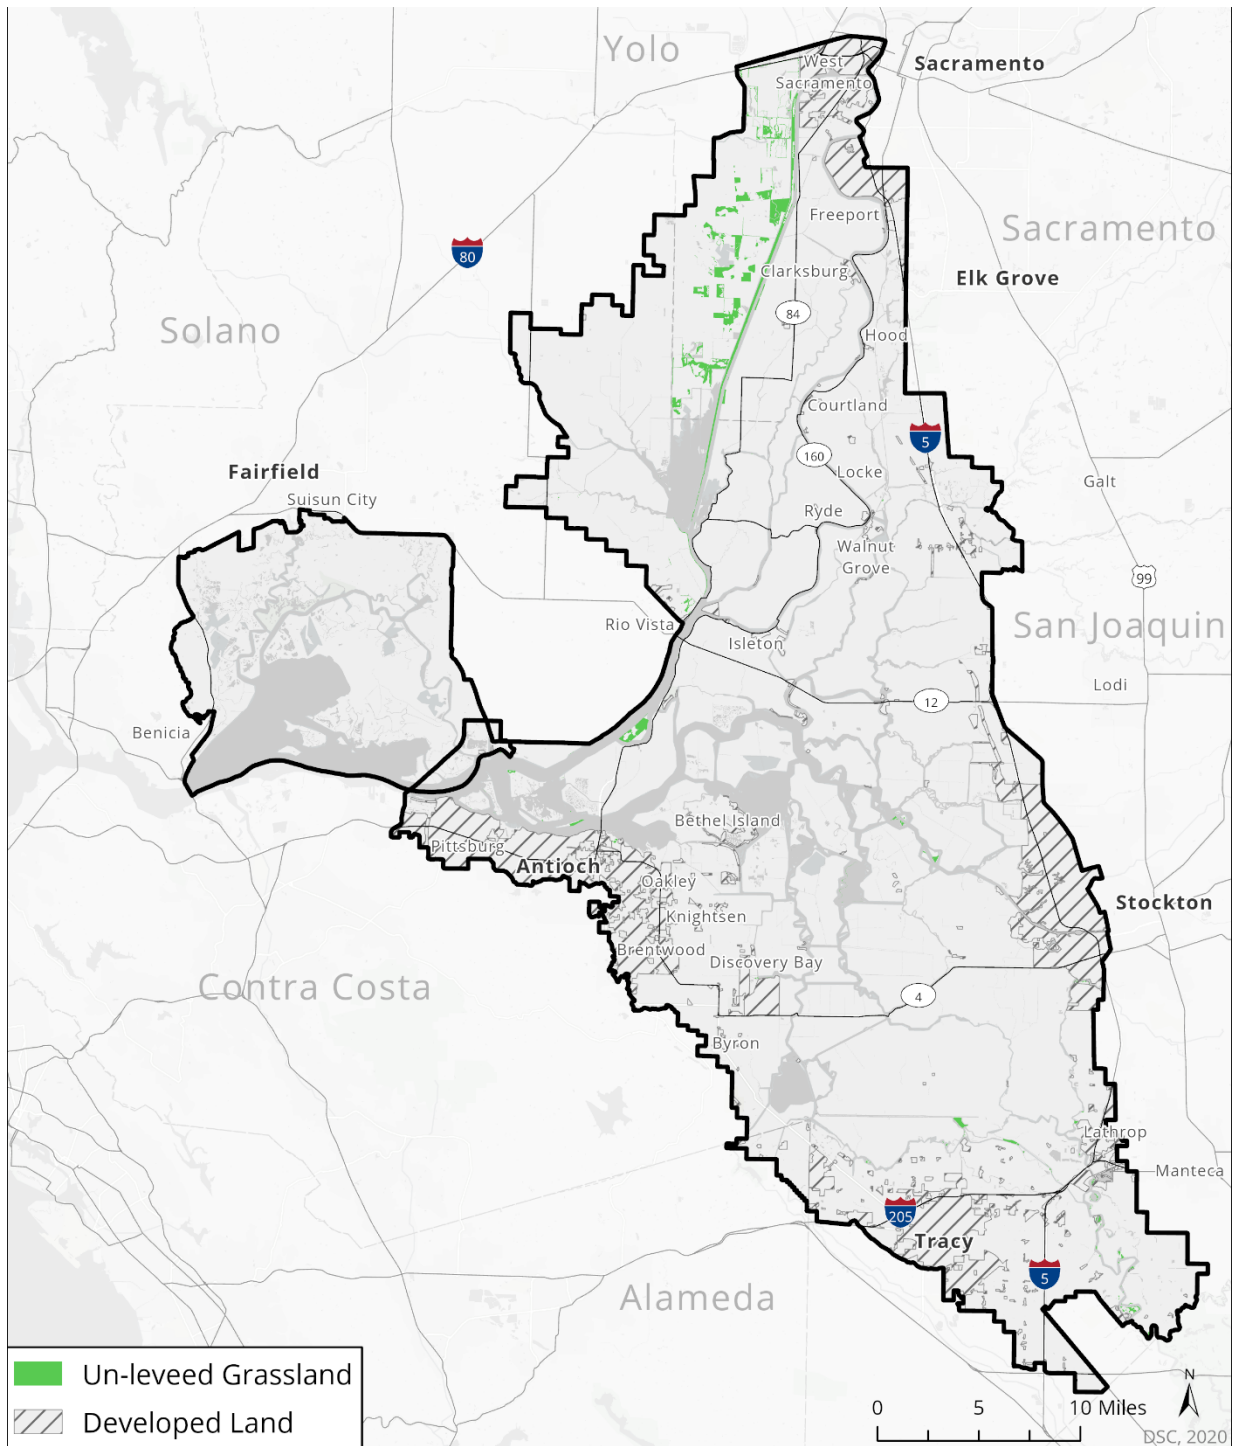 Yolo
Sacramento
West
Sacramento
Sacramento
Freeport
80
Elk Grove
Clarksburg
84
Solano
Hood
Courtland
5
160
Fairfield
Locke
Galt
Suisun City
Ryde
Walnut
Grove
99
Rio Vista
San Joaquin
Isleton
Lodi
12
Benicia
Bethel Island
Pittsburg
Antioch
Oakley
Stockton
Knightsen
Brentwood
Discovery Bay
Contra Costa
4
Byron
Lathrop
Manteca
205
Tracy
5
Alameda
Un-leveed Grassland
Developed Land
N
0 5 10 Miles
DSC, 2020